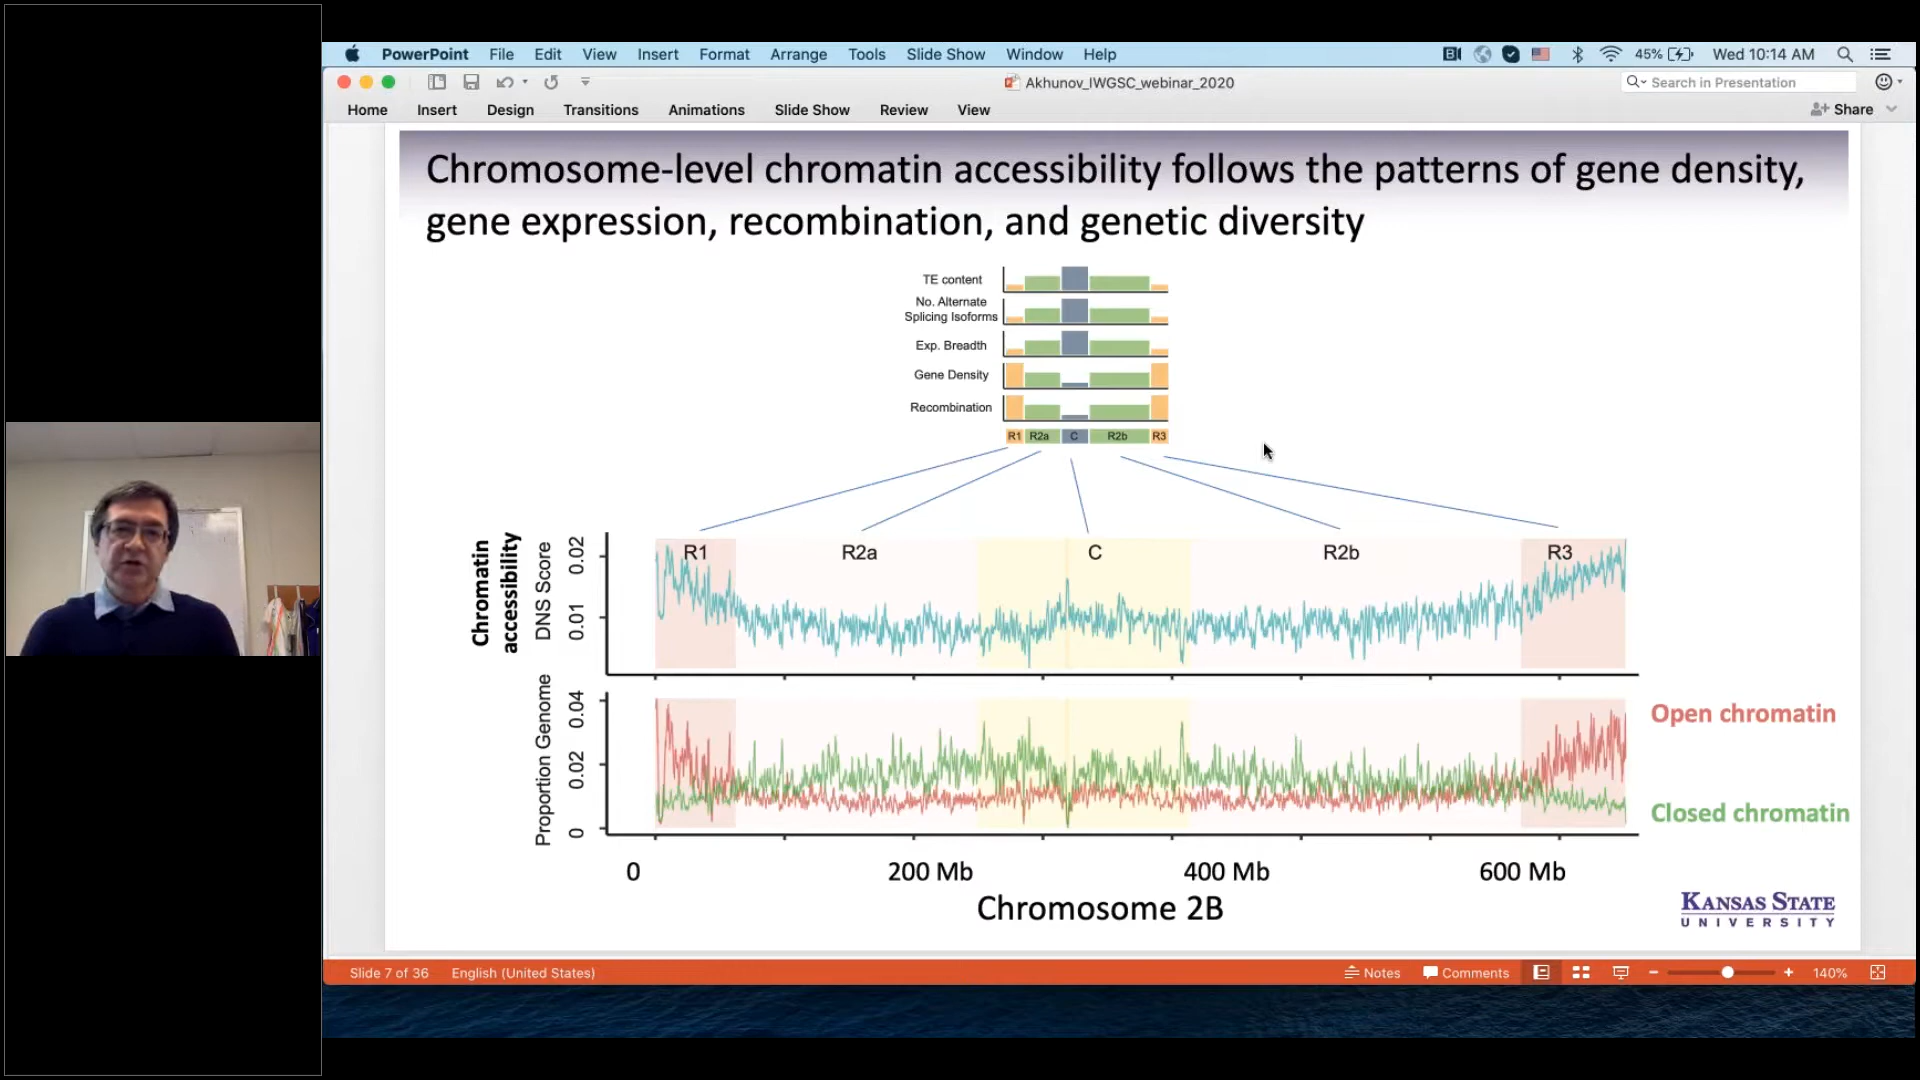 PowerPoint File Edit View Insert Format Arrange Tools Slide Show Window Help 45% Wed 10:14 AM
Akhunov_IWGSC_webinar_2020 Search in Presentation
Home Insert Design Transitions Animations Slide Show Review View Share
Chromosome-level chromatin accessibility follows the patterns of gene density,
gene expression, recombination, and genetic diversity
TE content
No. Alternate
Splicing Isoforms
Exp. Breadth
Gene Density
Recombination
R1 R2a C R2b R3
Chromatin
accessibility
DNS Score
0.02
0.01
R1 R2a C R2b R3
Proportion Genome
0.04
0.02
0
Open chromatin
Closed chromatin
0 200 Mb 400 Mb 600 Mb
Chromosome 2B
KANSAS STATE
UNIVERSITY
Slide 7 of 36 English (United States) Notes Comments 140%